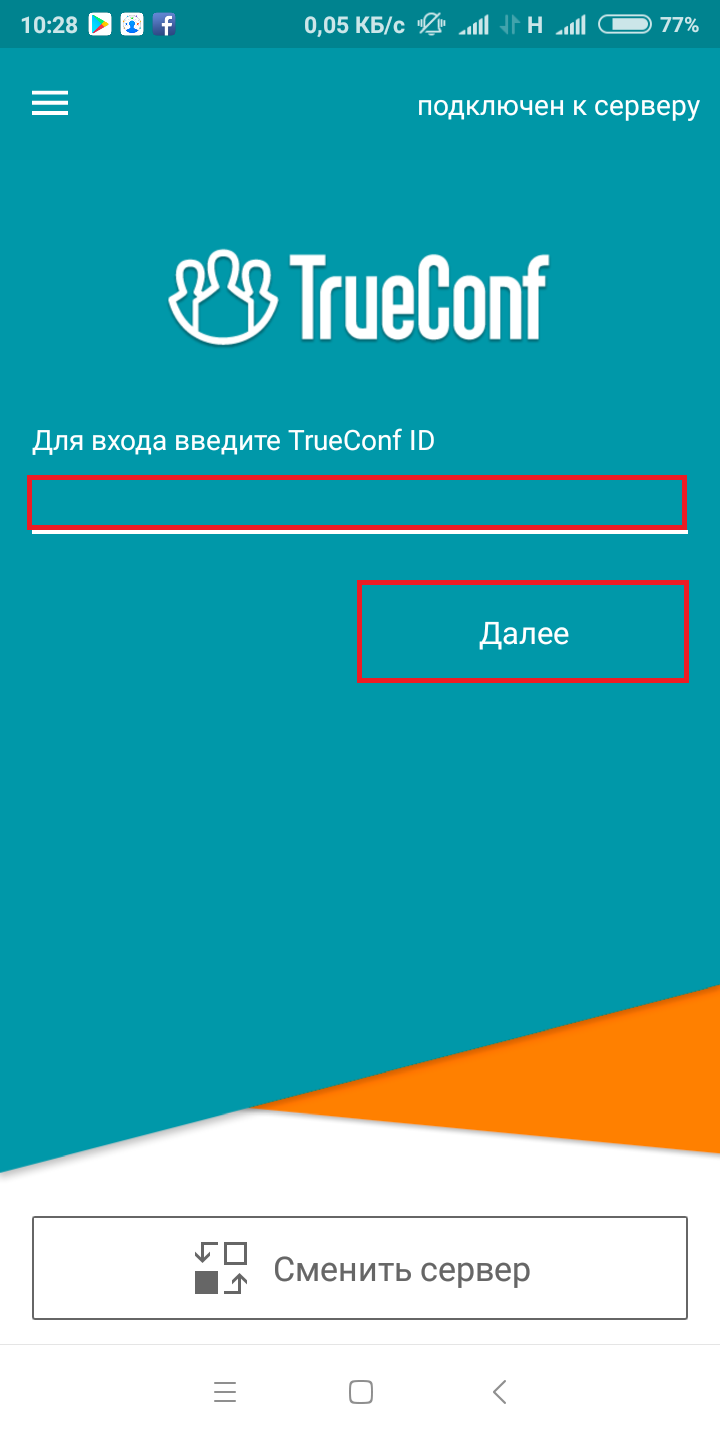 10:28 0,05 КБ/с H 77%
подключен к серверу
TrueConf
Для входа введите TrueConf ID
Далее
Сменить сервер